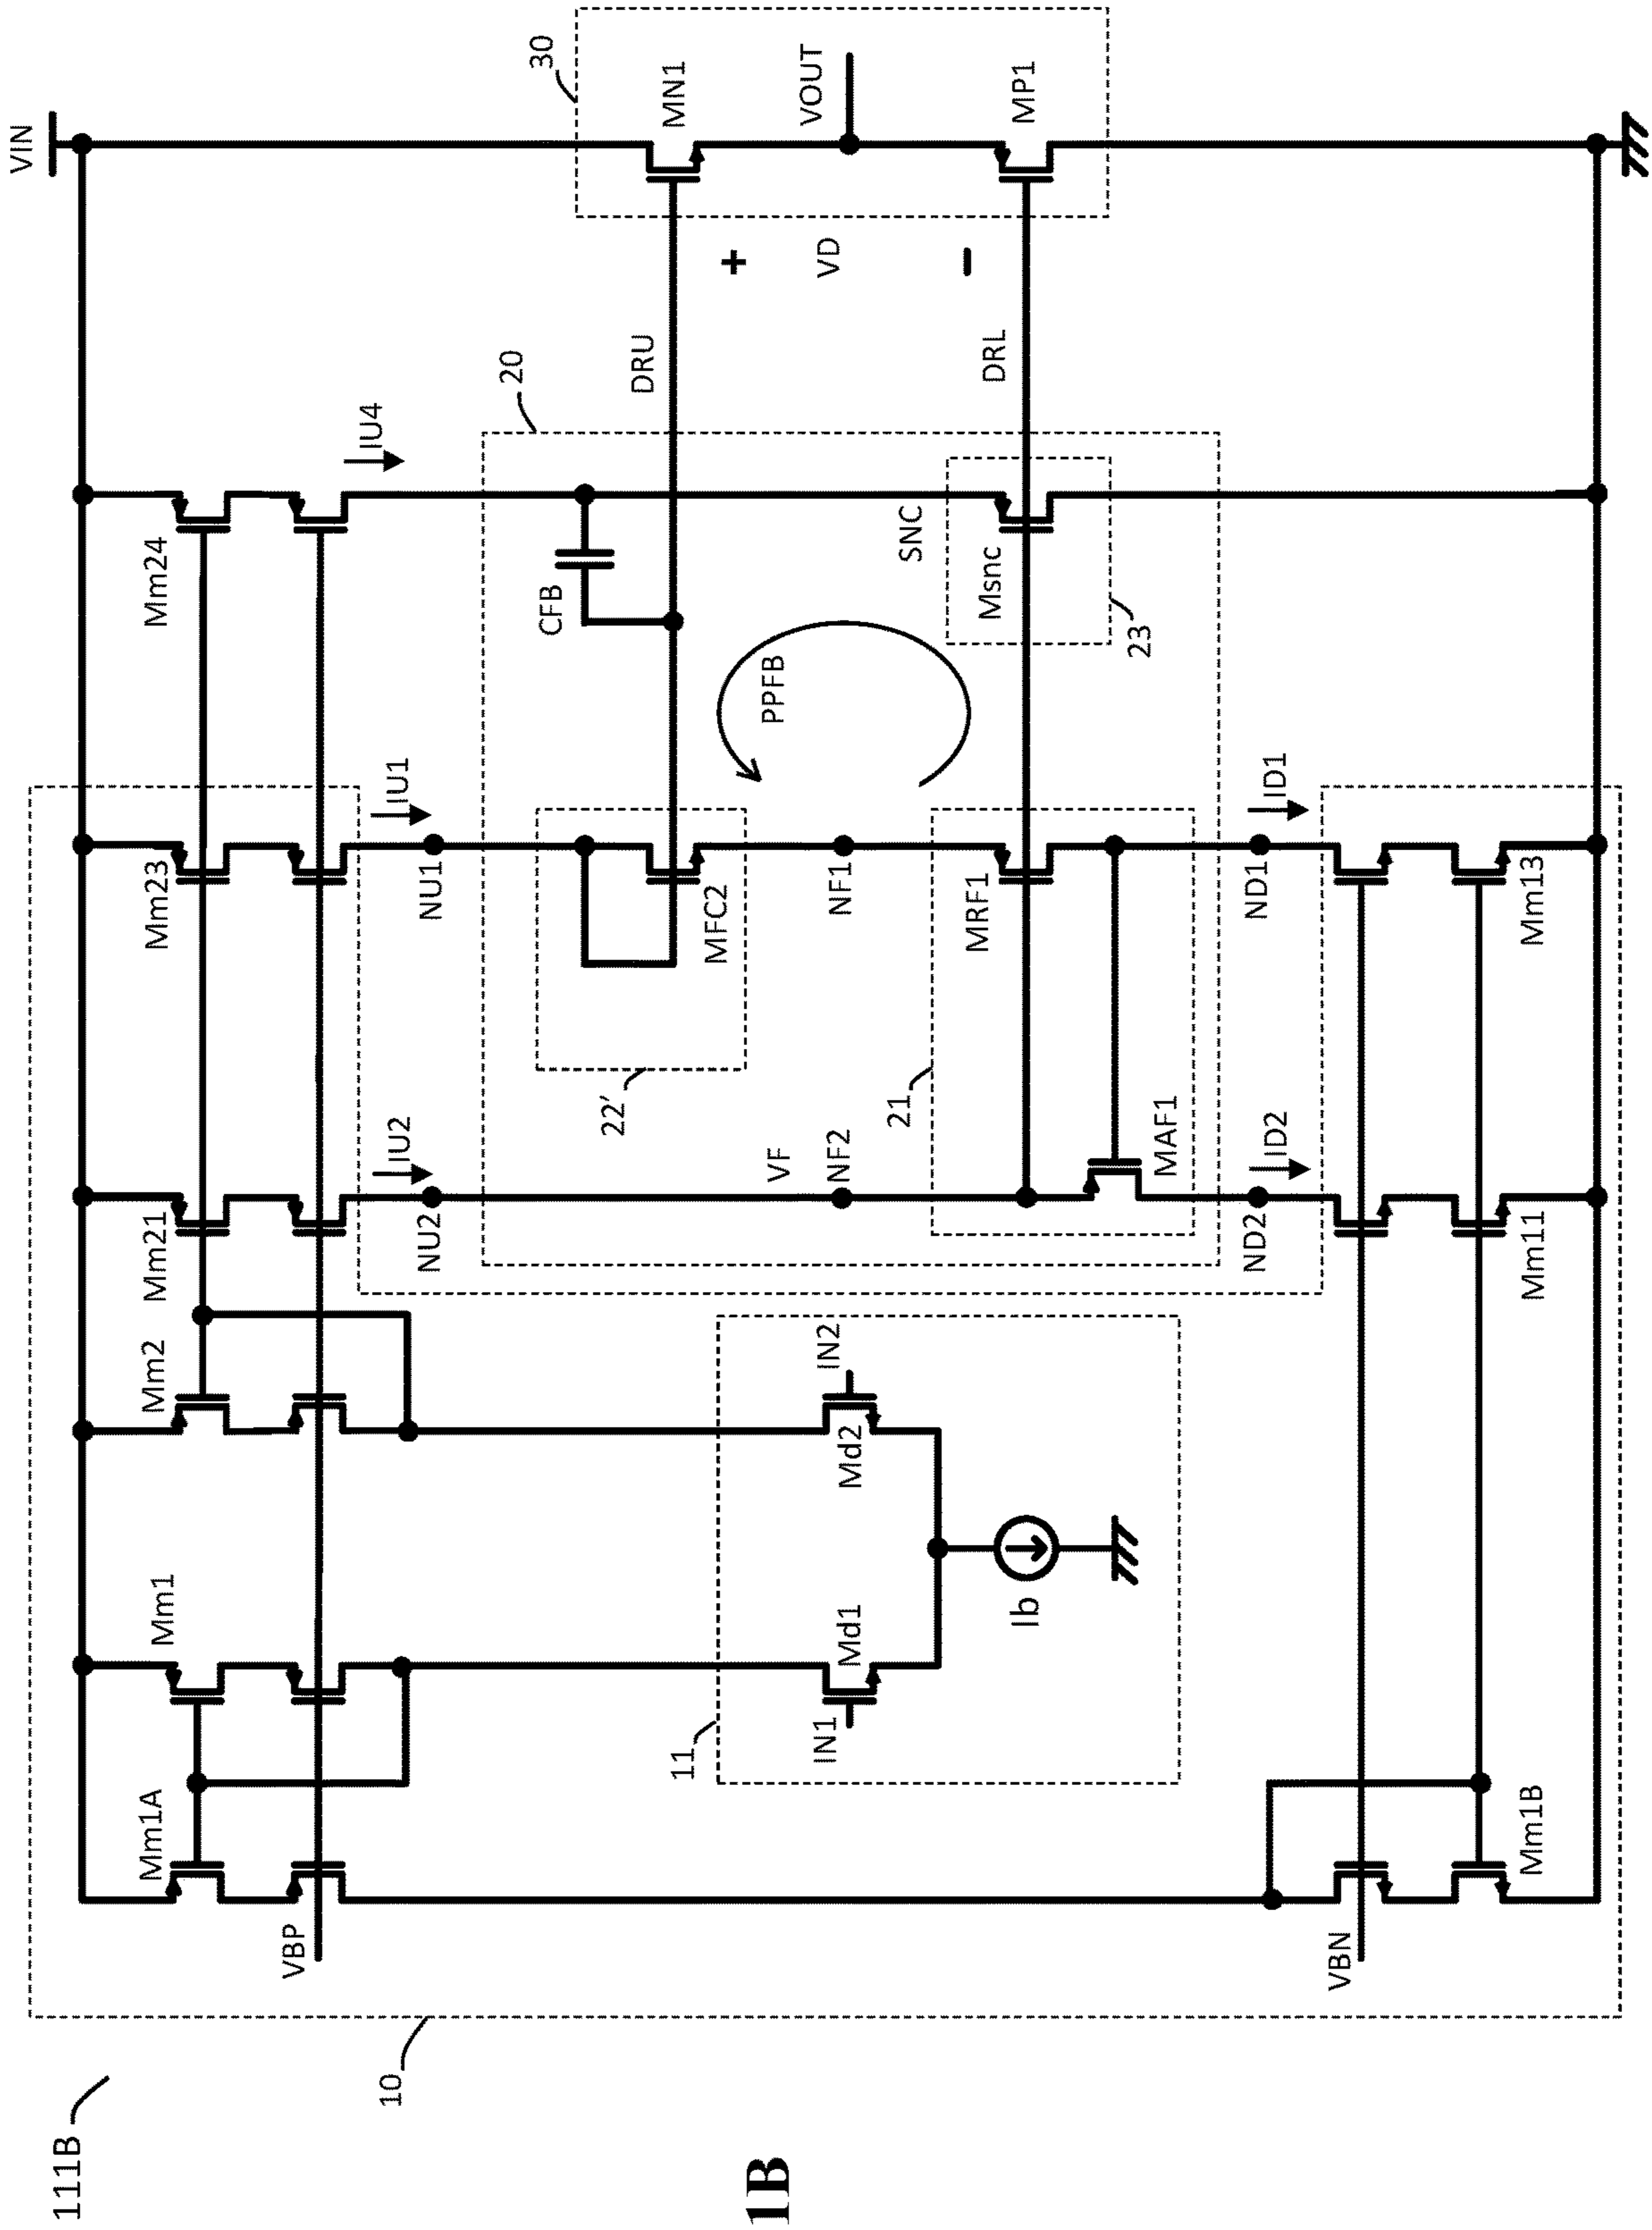 111B
10
VIN
Mm1A
Mm1
Mm2
Mm21
Mm23
Mm24
VBP
IU2
IU1
IU4
NU2
NU1
20
30
22'
MFC2
CFB
DRU
MN1
11
IN1
Md1
Md2
IN2
VF
NF2
NF1
PPFB
+
VD
−
VOUT
21
MRF1
SNC
Msnc
DRL
MP1
Ib
MAF1
23
ND2
ID2
ND1
ID1
VBN
Mm1B
Mm11
Mm13
1B